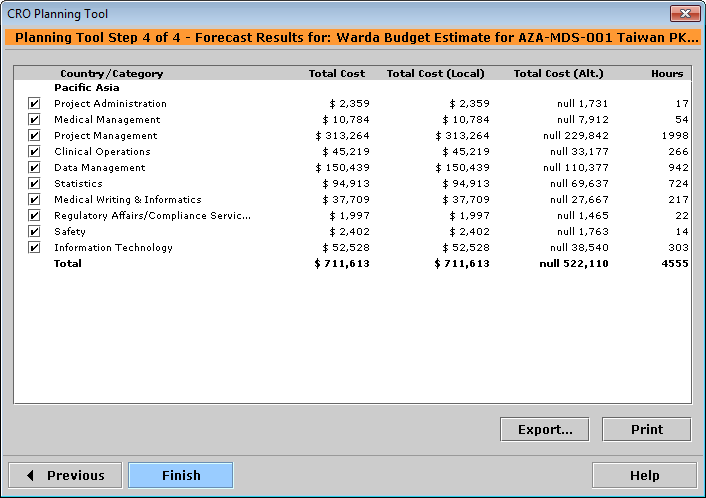 CRO Planning Tool
Planning Tool Step 4 of 4 - Forecast Results for: Warda Budget Estimate for AZA-MDS-001 Taiwan PK...
Country/Category Total Cost Total Cost (Local) Total Cost (Alt.) Hours
Pacific Asia
Project Administration $ 2,359 $ 2,359 null 1,731 17
Medical Management $ 10,784 $ 10,784 null 7,912 54
Project Management $ 313,264 $ 313,264 null 229,842 1998
Clinical Operations $ 45,219 $ 45,219 null 33,177 266
Data Management $ 150,439 $ 150,439 null 110,377 942
Statistics $ 94,913 $ 94,913 null 69,637 724
Medical Writing & Informatics $ 37,709 $ 37,709 null 27,667 217
Regulatory Affairs/Compliance Servic... $ 1,997 $ 1,997 null 1,465 22
Safety $ 2,402 $ 2,402 null 1,763 14
Information Technology $ 52,528 $ 52,528 null 38,540 303
Total $ 711,613 $ 711,613 null 522,110 4555
Export... Print
Previous Finish Help